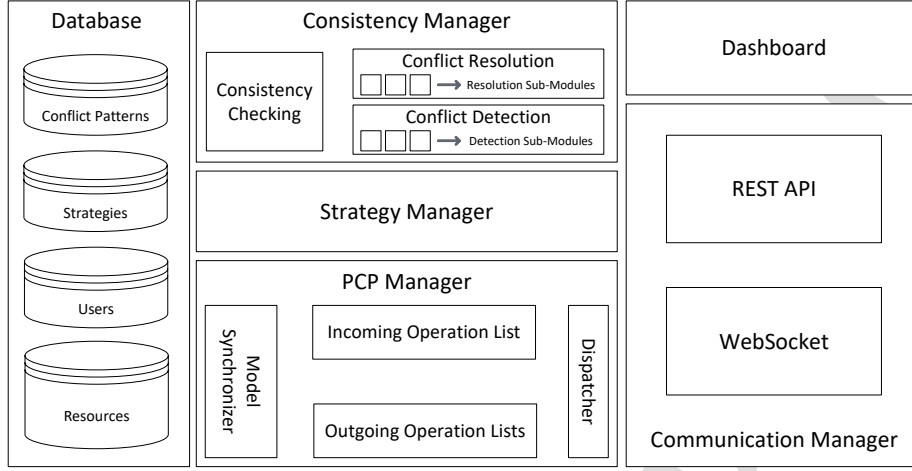 Database
Conflict Patterns
Strategies
Users
Resources
Consistency Manager
Consistency
Checking
Conflict Resolution
Resolution Sub-Modules
Conflict Detection
Detection Sub-Modules
Strategy Manager
PCP Manager
Model
Synchronizer
Incoming Operation List
Outgoing Operation Lists
Dispatcher
Dashboard
REST API
WebSocket
Communication Manager